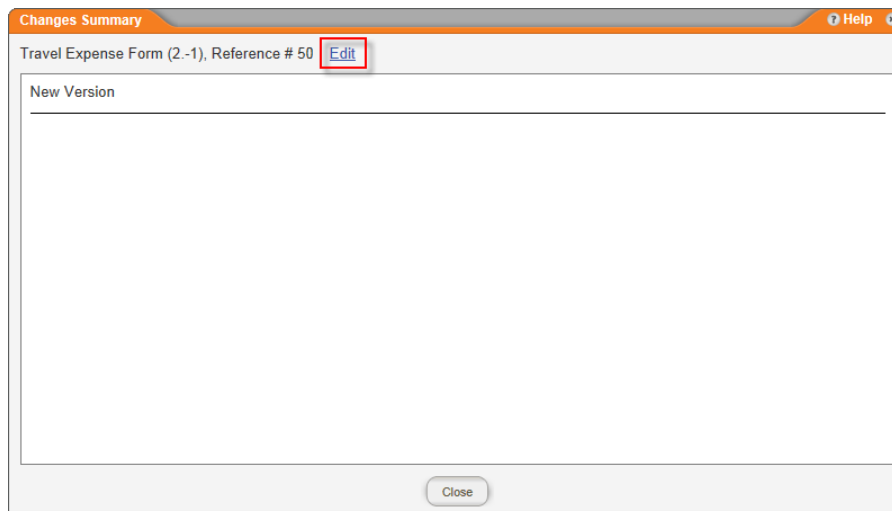 Changes Summary
Help
Travel Expense Form (2.-1), Reference # 50 Edit
New Version
Close